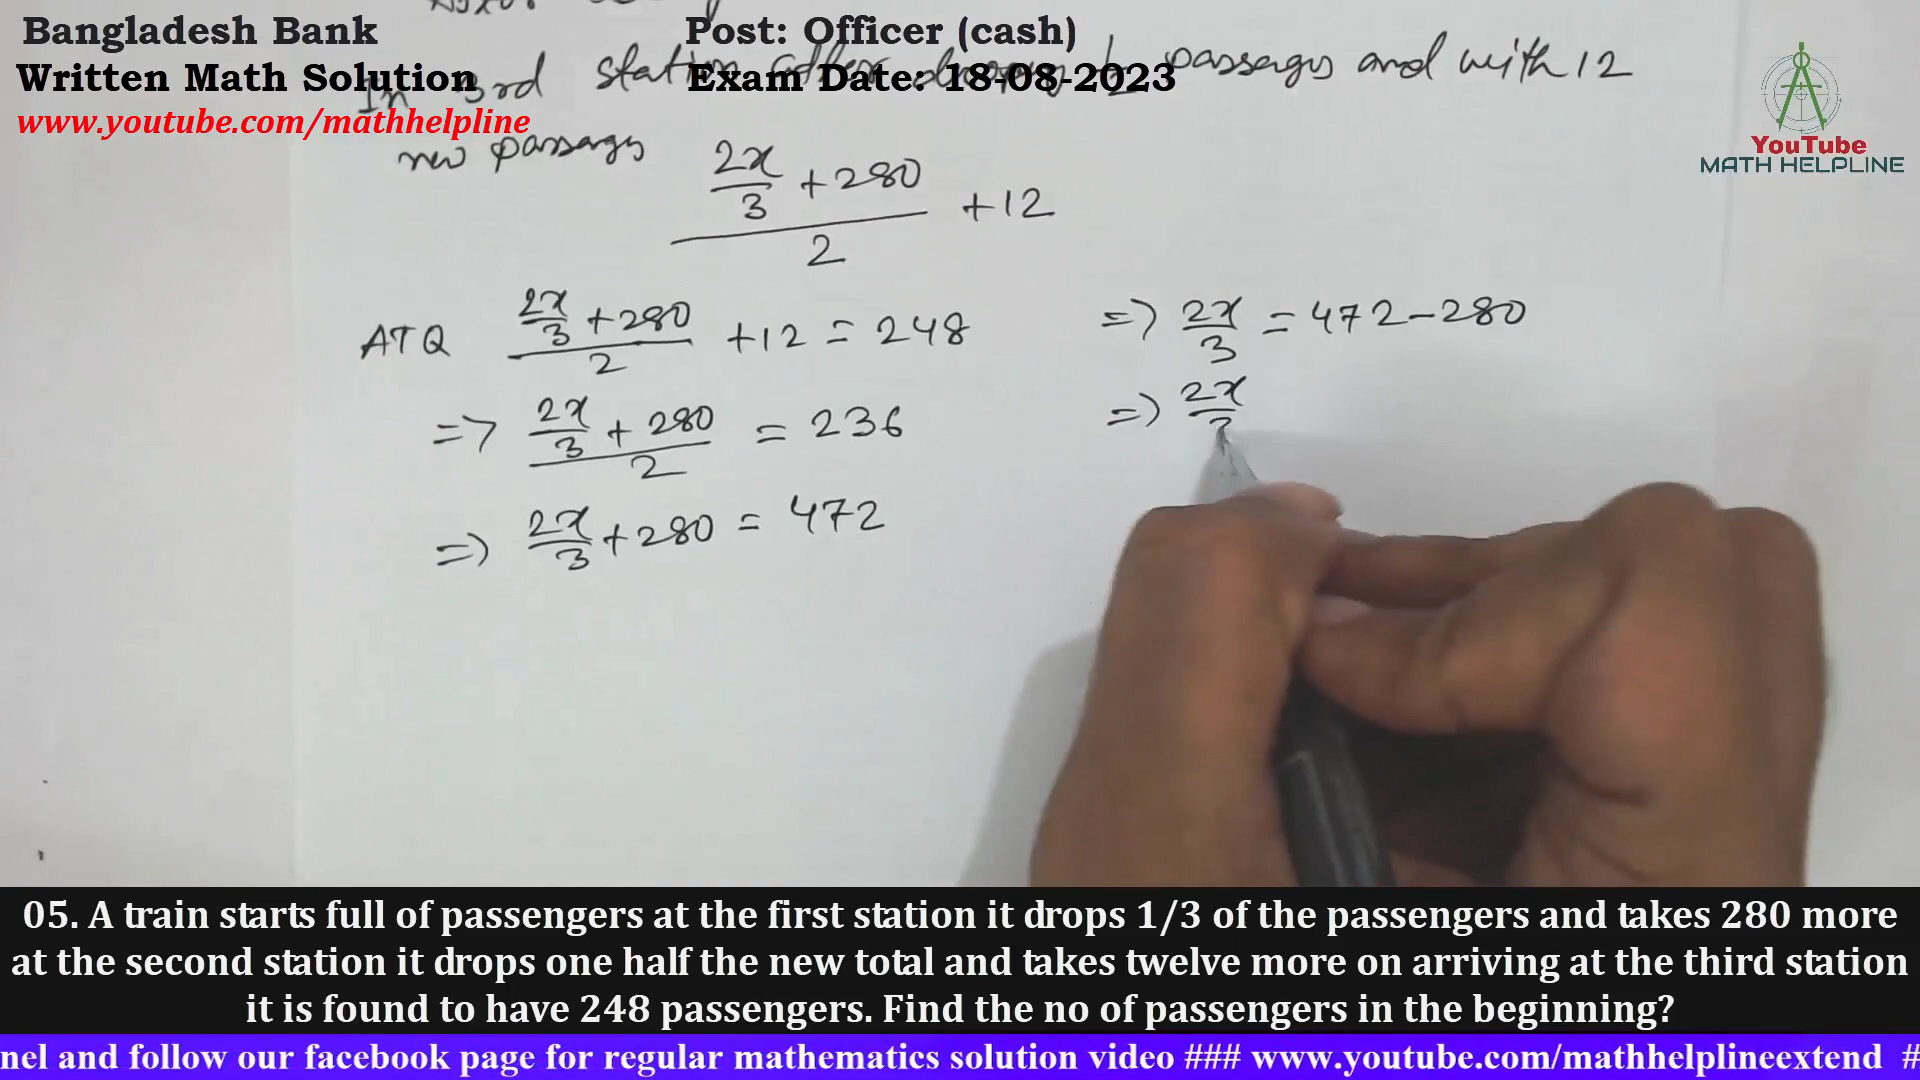 Bangladesh Bank Post: Officer (cash)
Written Math Solution Exam Date: 18-08-2023
www.youtube.com/mathhelpline
YouTube
MATH HELPLINE
In 3rd station passengers and with 12
new passengers
(2x/3 + 280)/2 + 12
ATQ (2x/3 + 280)/2 + 12 = 248
=> (2x/3 + 280)/2 = 236
=> 2x/3 + 280 = 472
=> 2x/3 = 472 - 280
=> 2x/3
05. A train starts full of passengers at the first station it drops 1/3 of the passengers and takes 280 more
at the second station it drops one half the new total and takes twelve more on arriving at the third station
it is found to have 248 passengers. Find the no of passengers in the beginning?
nel and follow our facebook page for regular mathematics solution video ### www.youtube.com/mathhelplineextend #